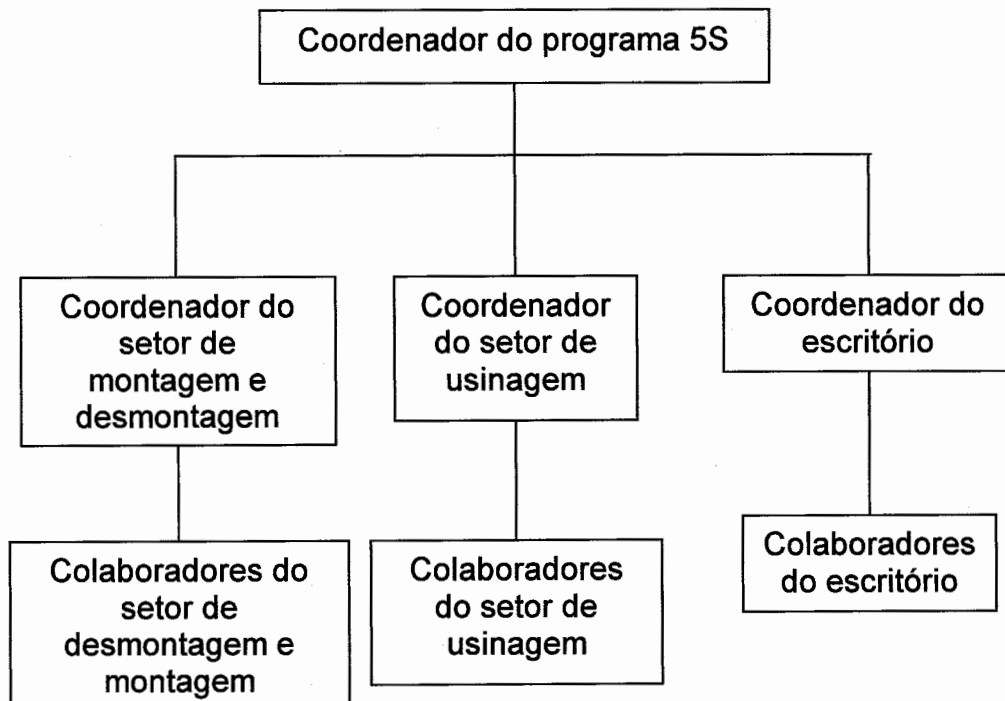 Coordenador do programa 5S
Coordenador do
setor de
montagem e
desmontagem
Coordenador
do setor de
usinagem
Coordenador do
escritório
Colaboradores do
setor de
desmontagem e
montagem
Colaboradores
do setor de
usinagem
Colaboradores
do escritório